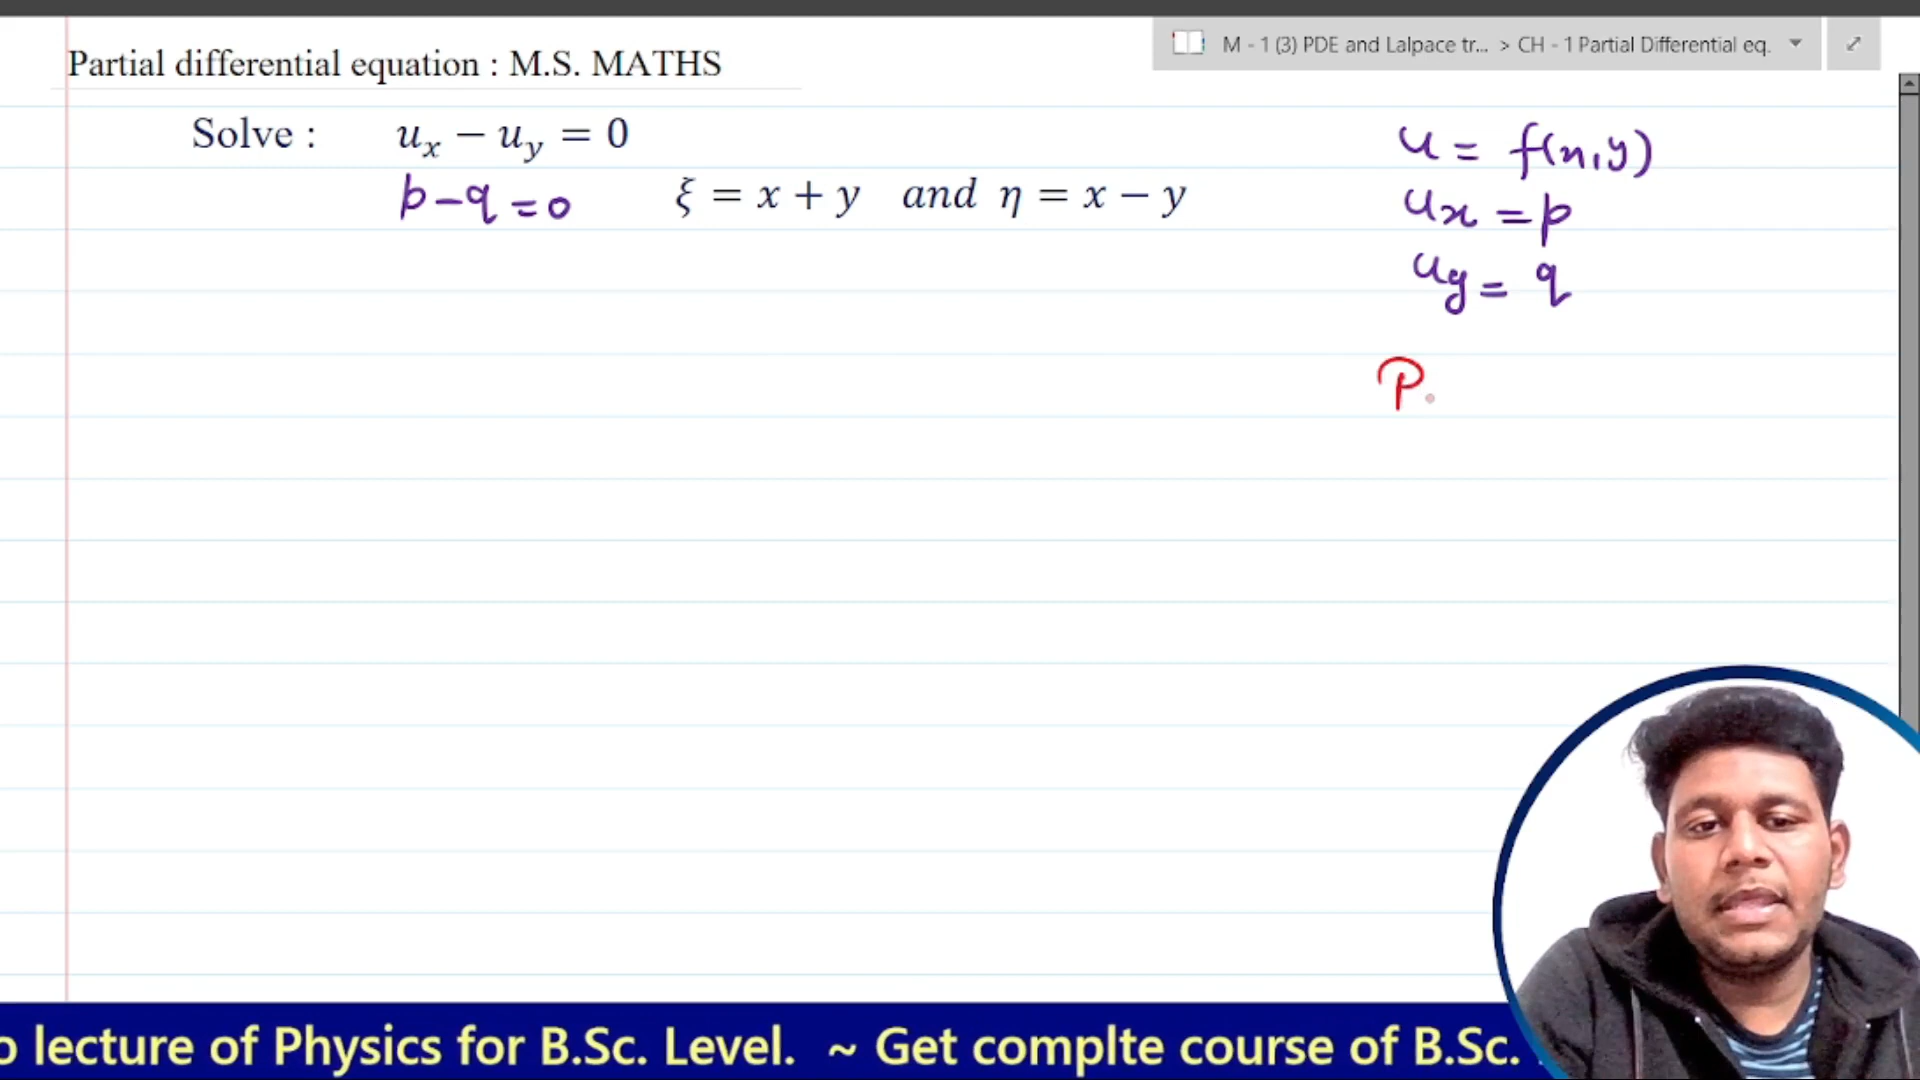 M - 1 (3) PDE and Lalpace tr... > CH - 1 Partial Differential eq.
Partial differential equation : M.S. MATHS
Solve : u_x − u_y = 0
p − q = 0
ξ = x + y and η = x − y
u = f(x, y)
u_x = p
u_y = q
P.
o lecture of Physics for B.Sc. Level. ~ Get complte course of B.Sc.